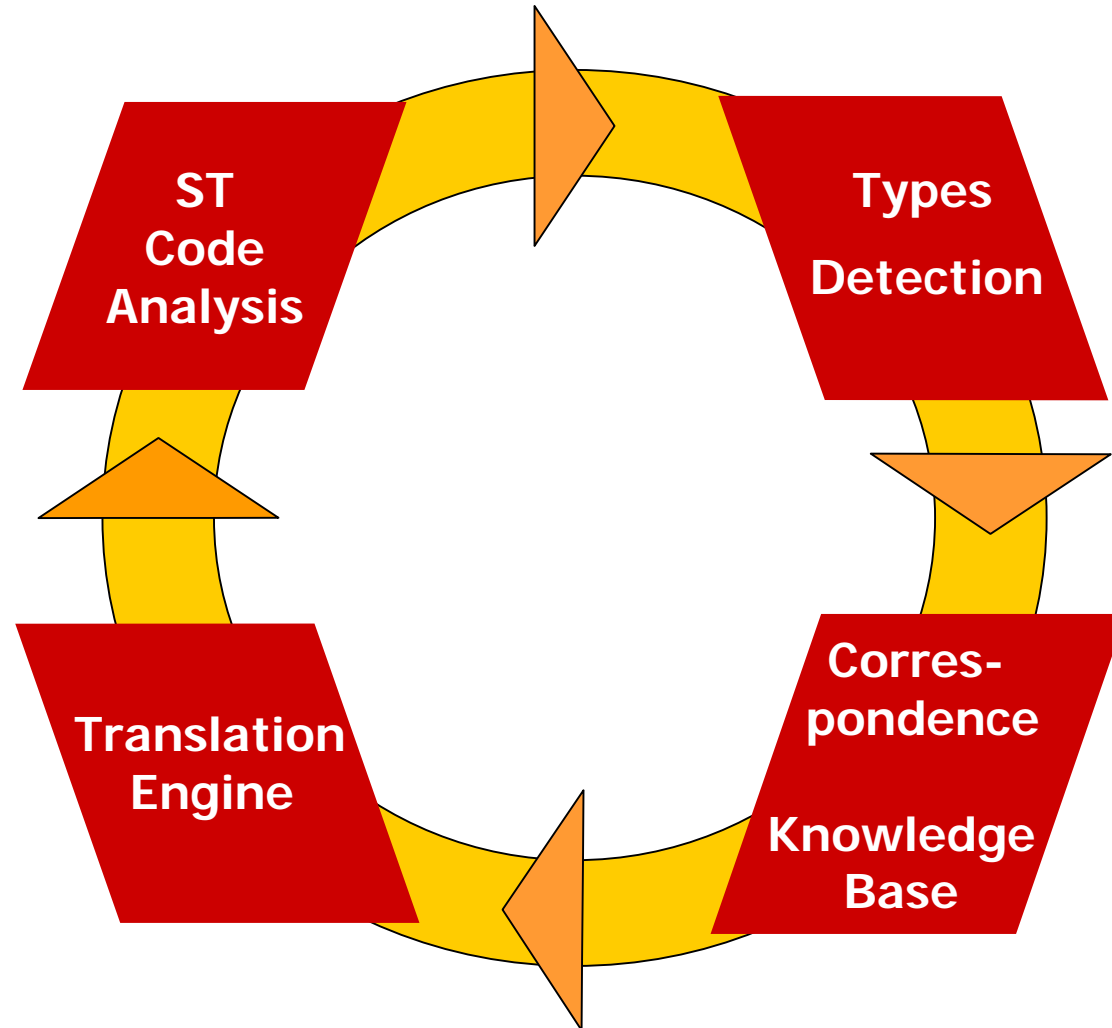 ST
Code
Analysis
Types
Detection
Corres-
pondence
Knowledge
Base
Translation
Engine